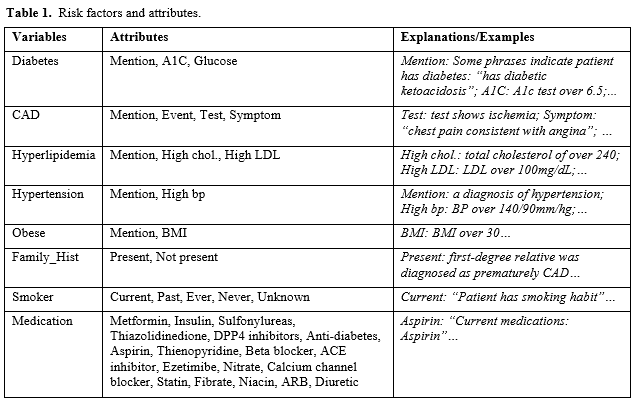 Table 1. Risk factors and attributes.
Variables Attributes Explanations/Examples
Diabetes Mention, A1C, Glucose Mention: Some phrases indicate patient
has diabetes: “has diabetic
ketoacidosis”; A1C: A1c test over 6.5;…
CAD Mention, Event, Test, Symptom Test: test shows ischemia; Symptom:
“chest pain consistent with angina”; …
Hyperlipidemia Mention, High chol., High LDL High chol.: total cholesterol of over 240;
High LDL: LDL over 100mg/dL;…
Hypertension Mention, High bp Mention: a diagnosis of hypertension;
High bp: BP over 140/90mm/hg;…
Obese Mention, BMI BMI: BMI over 30…
Family_Hist Present, Not present Present: first-degree relative was
diagnosed as prematurely CAD…
Smoker Current, Past, Ever, Never, Unknown Current: “Patient has smoking habit”…
Medication Metformin, Insulin, Sulfonylureas, Aspirin: “Current medications:
Thiazolidinedione, DPP4 inhibitors, Anti-diabetes, Aspirin”…
Aspirin, Thienopyridine, Beta blocker, ACE
inhibitor, Ezetimibe, Nitrate, Calcium channel
blocker, Statin, Fibrate, Niacin, ARB, Diuretic